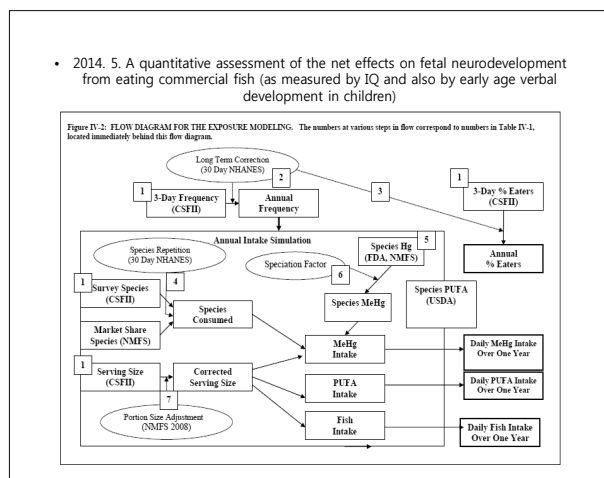 • 2014. 5. A quantitative assessment of the net effects on fetal neurodevelopment
from eating commercial fish (as measured by IQ and also by early age verbal
development in children)
Figure IV-2: FLOW DIAGRAM FOR THE EXPOSURE MODELING. The numbers at various steps in flow correspond to numbers in Table IV-1,
located immediately behind this flow diagram.
Long Term Correction
(30 Day NHANES)
2
1
3-Day Frequency
(CSFII)
Annual
Frequency
3
1
3-Day % Eaters
(CSFII)
Annual
% Eaters
Annual Intake Simulation
Species Repetition
(30 Day NHANES)
4
Speciation Factor
6
Species Hg
(FDA, NMFS)
5
1
Survey Species
(CSFII)
Species
Consumed
Species MeHg
Species PUFA
(USDA)
Market Share
Species (NMFS)
MeHg
Intake
Daily MeHg Intake
Over One Year
1
Serving Size
(CSFII)
Corrected
Serving Size
PUFA
Intake
Daily PUFA Intake
Over One Year
7
Portion Size Adjustment
(NMFS 2008)
Fish
Intake
Daily Fish Intake
Over One Year